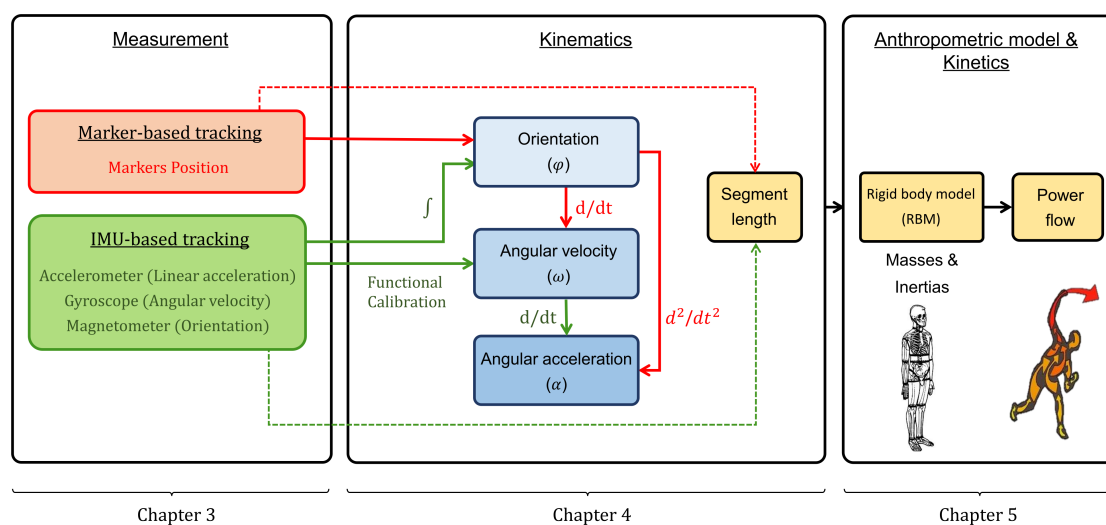 Measurement
Marker-based tracking
Markers Position
IMU-based tracking
Accelerometer (Linear acceleration)
Gyroscope (Angular velocity)
Magnetometer (Orientation)
Kinematics
Orientation
(φ)
∫
d/dt
Angular velocity
(ω)
Functional
Calibration
d/dt
d²/dt²
Angular acceleration
(α)
Segment
length
Anthropometric model &
Kinetics
Rigid body model
(RBM)
Power
flow
Masses &
Inertias
Chapter 3
Chapter 4
Chapter 5